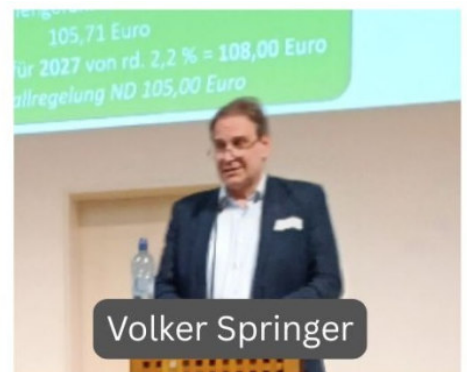 105,71 Euro
für 2027 von rd. 2,2 % = 108,00 Euro
allregelung ND 105,00 Euro
Volker Springer